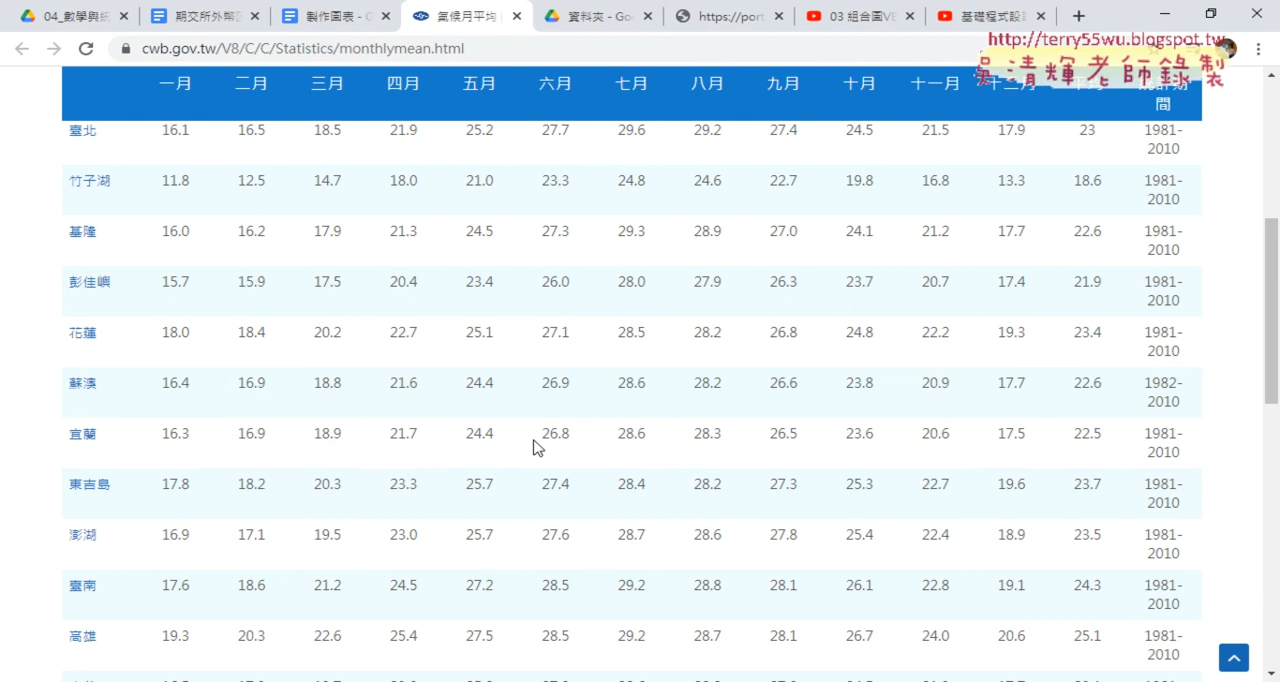 04_數學與統
期交所外幣匯
製作圖表 - G
氣候月平均
資料夾 - Goo
https://port
03 組合圖VE
基礎程式設計
cwb.gov.tw/V8/C/C/Statistics/monthlymean.html
http://terry55wu.blogspot.tw
吳清輝老師錄製
一月 二月 三月 四月 五月 六月 七月 八月 九月 十月 十一月 十二月 統計期間
臺北 16.1 16.5 18.5 21.9 25.2 27.7 29.6 29.2 27.4 24.5 21.5 17.9 23 1981-2010
竹子湖 11.8 12.5 14.7 18.0 21.0 23.3 24.8 24.6 22.7 19.8 16.8 13.3 18.6 1981-2010
基隆 16.0 16.2 17.9 21.3 24.5 27.3 29.3 28.9 27.0 24.1 21.2 17.7 22.6 1981-2010
彭佳嶼 15.7 15.9 17.5 20.4 23.4 26.0 28.0 27.9 26.3 23.7 20.7 17.4 21.9 1981-2010
花蓮 18.0 18.4 20.2 22.7 25.1 27.1 28.5 28.2 26.8 24.8 22.2 19.3 23.4 1981-2010
蘇澳 16.4 16.9 18.8 21.6 24.4 26.9 28.6 28.2 26.6 23.8 20.9 17.7 22.6 1982-2010
宜蘭 16.3 16.9 18.9 21.7 24.4 26.8 28.6 28.3 26.5 23.6 20.6 17.5 22.5 1981-2010
東吉島 17.8 18.2 20.3 23.3 25.7 27.4 28.4 28.2 27.3 25.3 22.7 19.6 23.7 1981-2010
澎湖 16.9 17.1 19.5 23.0 25.7 27.6 28.7 28.6 27.8 25.4 22.4 18.9 23.5 1981-2010
臺南 17.6 18.6 21.2 24.5 27.2 28.5 29.2 28.8 28.1 26.1 22.8 19.1 24.3 1981-2010
高雄 19.3 20.3 22.6 25.4 27.5 28.5 29.2 28.7 28.1 26.7 24.0 20.6 25.1 1981-2010